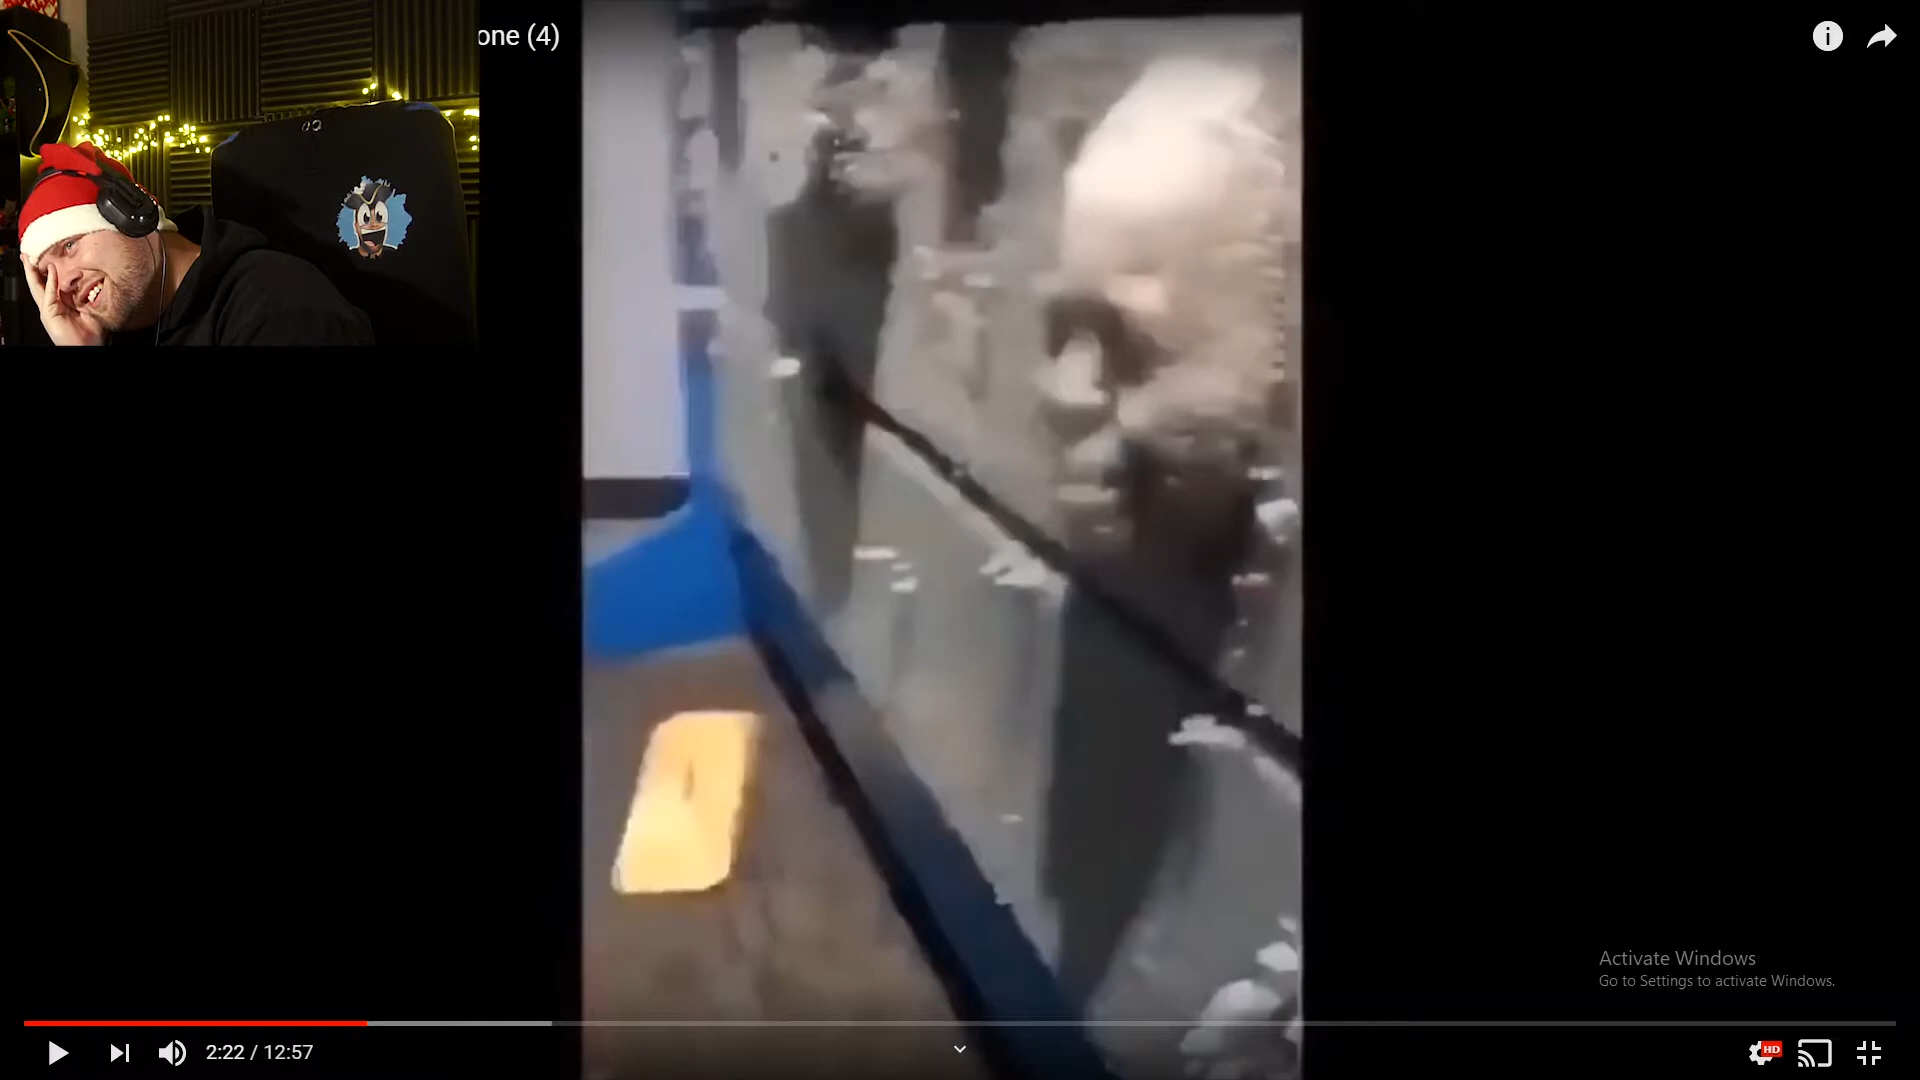 one (4)
Activate Windows
Go to Settings to activate Windows.
HD
2:22 / 12:57